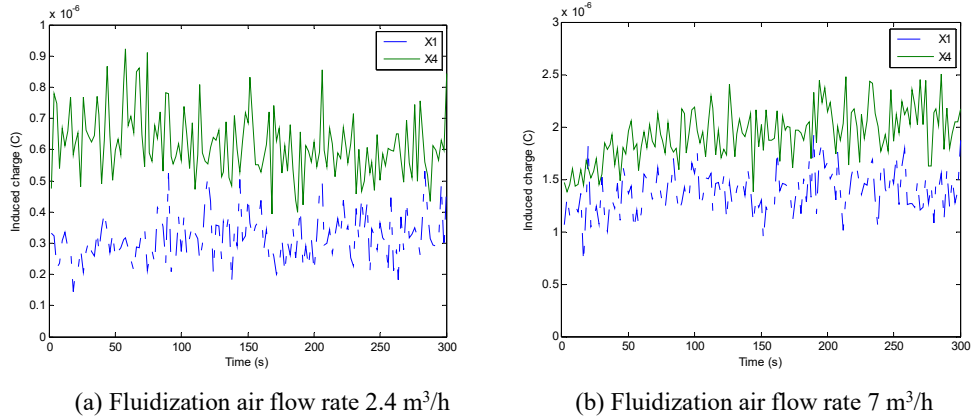 x 10^-6
1
0.9
0.8
0.7
0.6
0.5
0.4
0.3
0.2
0.1
0
Induced charge (C)
X1
X4
0 50 100 150 200 250 300
Time (s)
(a) Fluidization air flow rate 2.4 m³/h
x 10^-6
3
2.5
2
1.5
1
0.5
0
Induced charge (C)
X1
X4
0 50 100 150 200 250 300
Time (s)
(b) Fluidization air flow rate 7 m³/h